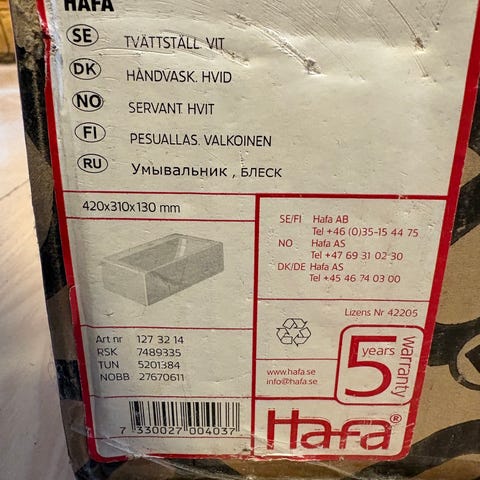 HAFA
SE TVÄTTSTÄLL VIT
DK HÅNDVASK. HVID
NO SERVANT HVIT
FI PESUALLAS. VALKOINEN
RU Умывальник , БЛЕСК
420x310x130 mm
SE/FI Hafa AB
Tel +46 (0)35-15 44 75
NO Hafa AS
Tel +47 69 31 02 30
DK/DE Hafa AS
Tel +45 46 74 03 00
Lizens Nr 42205
Art nr 127 32 14
RSK 7489335
TUN 5201384
NOBB 27670611
www.hafa.se
info@hafa.se
5 years warranty
7 330027 004037
Hafa®